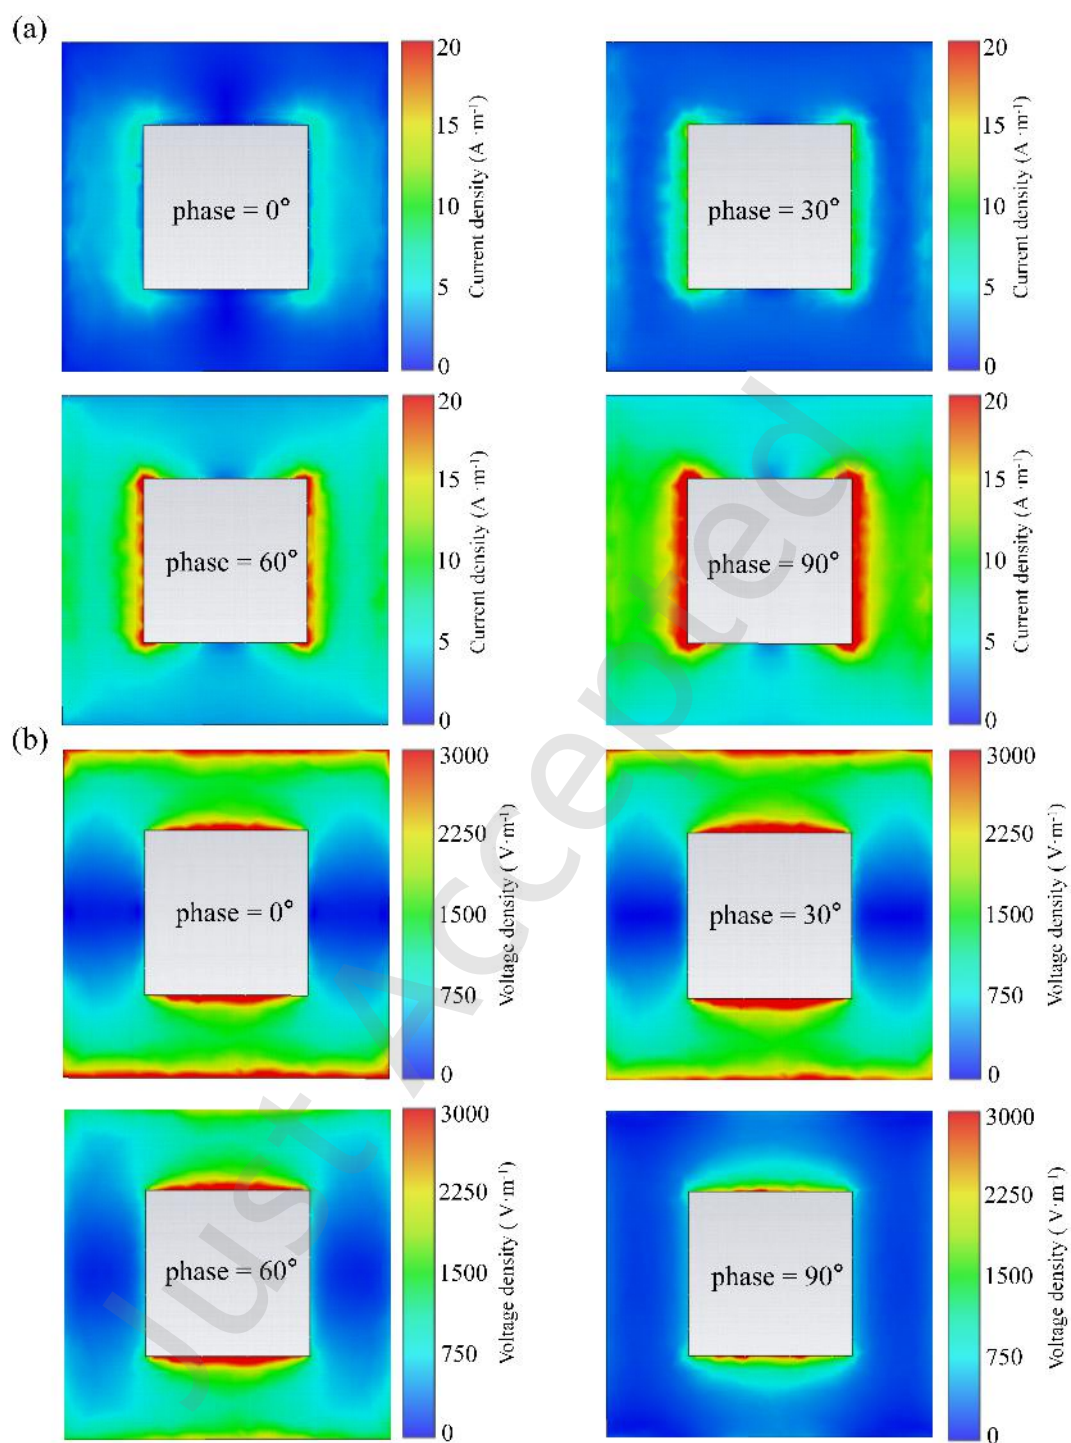 (a)
20
15
10
5
0
Current density (A ·m-1)
phase = 0°
20
15
10
5
0
Current density (A ·m-1)
phase = 30°
20
15
10
5
0
Current density (A ·m-1)
phase = 60°
20
15
10
5
0
Current density (A ·m-1)
phase = 90°
(b)
3000
2250
1500
750
0
Voltage density ( V·m-1)
phase = 0°
3000
2250
1500
750
0
Voltage density ( V·m-1)
phase = 30°
3000
2250
1500
750
0
Voltage density ( V·m-1)
phase = 60°
3000
2250
1500
750
0
Voltage density ( V·m-1)
phase = 90°
Just Accepted